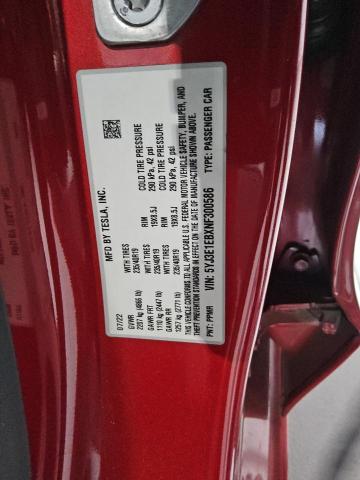 MFD BY TESLA, INC.
07/22
GVWR
2207 kg (4866 lb) WITH TIRES 235/40R19 RIM 19X8.5J COLD TIRE PRESSURE 290 kPa, 42 psi
GAWR FRT
1110 kg (2447 lb) WITH TIRES 235/40R19 RIM 19X8.5J COLD TIRE PRESSURE 290 kPa, 42 psi
GAWR RR
1257 kg (2771 lb)
THIS VEHICLE CONFORMS TO ALL APPLICABLE U.S. FEDERAL MOTOR VEHICLE SAFETY, BUMPER, AND
THEFT PREVENTION STANDARDS IN EFFECT ON THE DATE OF MANUFACTURE SHOWN ABOVE.
VIN: 5YJ3E1EBXNF300586 TYPE: PASSENGER CAR
PNT: PPMR